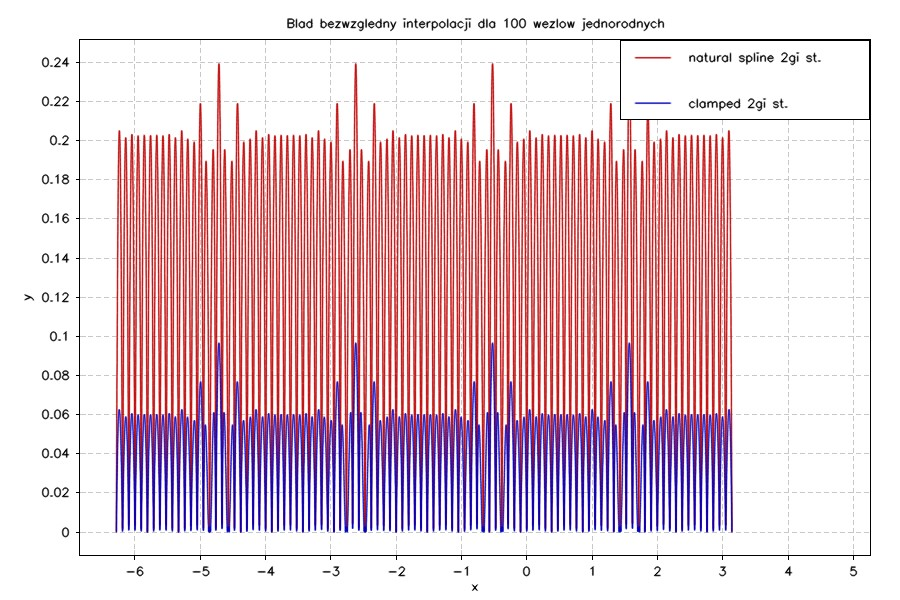 Blad bezwzgledny interpolacji dla 100 wezlow jednorodnych
natural spline 2gi st.
clamped 2gi st.
0.24
0.22
0.2
0.18
0.16
0.14
0.12
0.1
0.08
0.06
0.04
0.02
0
y
-6 -5 -4 -3 -2 -1 0 1 2 3 4 5
x